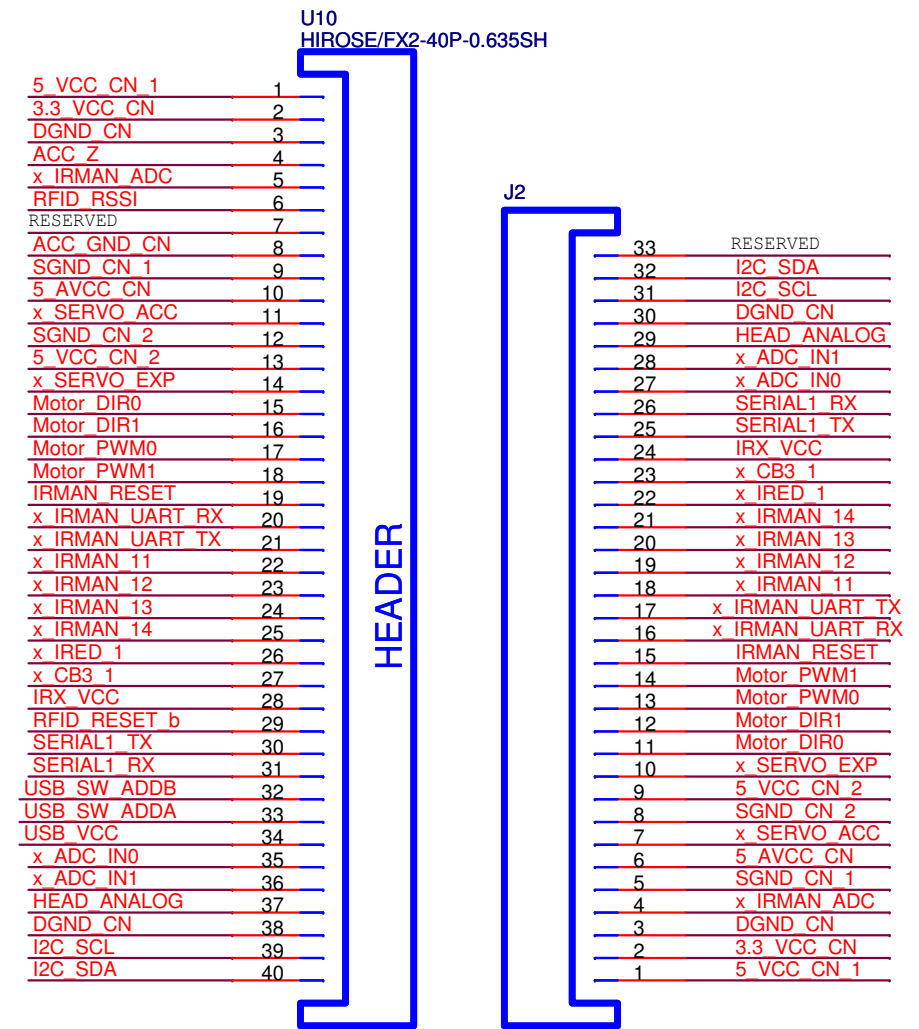 U10
HIROSE/FX2-40P-0.635SH
5_VCC_CN_1 1
3.3_VCC_CN 2
DGND_CN 3
ACC_Z 4
x_IRMAN_ADC 5
RFID_RSSI 6
RESERVED 7
ACC_GND_CN 8
SGND_CN_1 9
5_AVCC_CN 10
x_SERVO_ACC 11
SGND_CN_2 12
5_VCC_CN_2 13
x_SERVO_EXP 14
Motor_DIR0 15
Motor_DIR1 16
Motor_PWM0 17
Motor_PWM1 18
IRMAN_RESET 19
x_IRMAN_UART_RX 20
x_IRMAN_UART_TX 21
x_IRMAN_11 22
x_IRMAN_12 23
x_IRMAN_13 24
x_IRMAN_14 25
x_IRED_1 26
x_CB3_1 27
IRX_VCC 28
RFID_RESET_b 29
SERIAL1_TX 30
SERIAL1_RX 31
USB_SW_ADDB 32
USB_SW_ADDA 33
USB_VCC 34
x_ADC_IN0 35
x_ADC_IN1 36
HEAD_ANALOG 37
DGND_CN 38
I2C_SCL 39
I2C_SDA 40
HEADER
J2
33 RESERVED
32 I2C_SDA
31 I2C_SCL
30 DGND_CN
29 HEAD_ANALOG
28 x_ADC_IN1
27 x_ADC_IN0
26 SERIAL1_RX
25 SERIAL1_TX
24 IRX_VCC
23 x_CB3_1
22 x_IRED_1
21 x_IRMAN_14
20 x_IRMAN_13
19 x_IRMAN_12
18 x_IRMAN_11
17 x_IRMAN_UART_TX
16 x_IRMAN_UART_RX
15 IRMAN_RESET
14 Motor_PWM1
13 Motor_PWM0
12 Motor_DIR1
11 Motor_DIR0
10 x_SERVO_EXP
9 5_VCC_CN_2
8 SGND_CN_2
7 x_SERVO_ACC
6 5_AVCC_CN
5 SGND_CN_1
4 x_IRMAN_ADC
3 DGND_CN
2 3.3_VCC_CN
1 5_VCC_CN_1